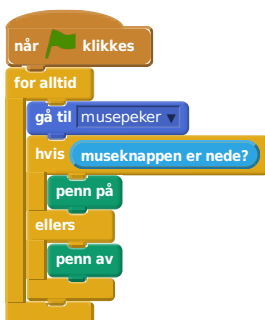 når klikkes
for alltid
gå til musepeker
hvis museknappen er nede?
penn på
ellers
penn av